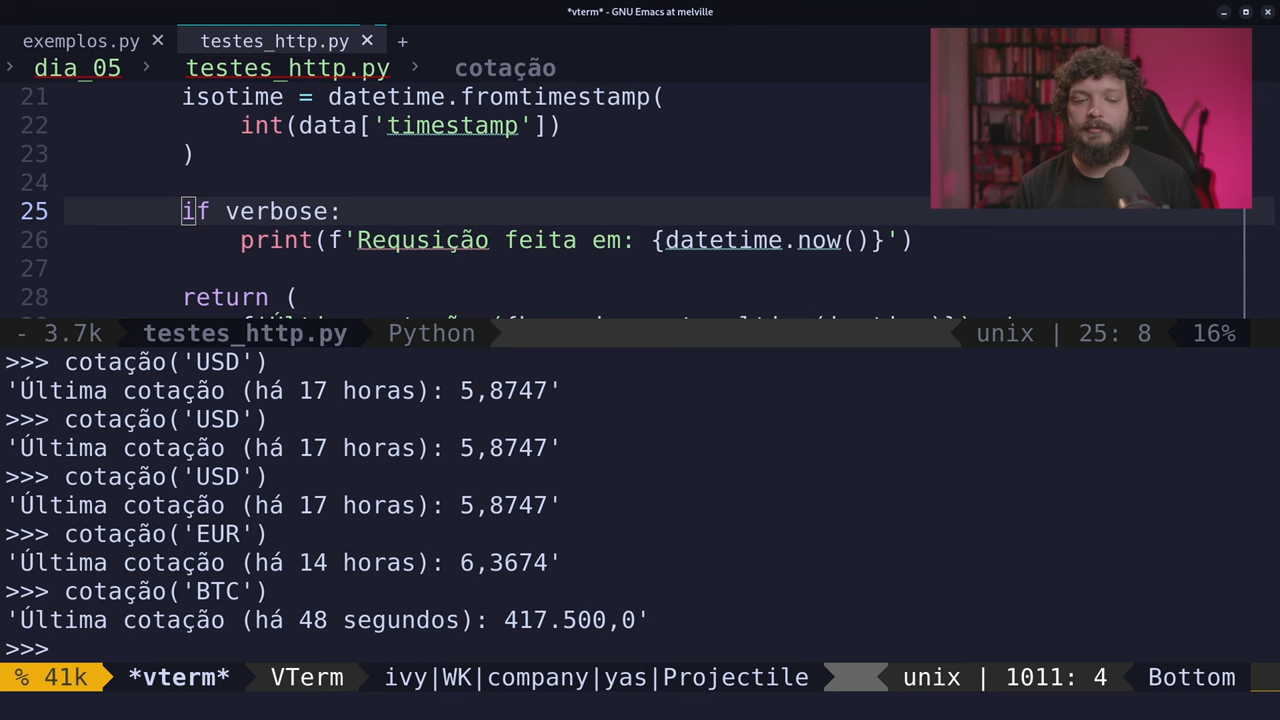 *vterm* - GNU Emacs at melville
exemplos.py × testes_http.py × +
> dia_05 > testes_http.py > cotação
21 isotime = datetime.fromtimestamp(
22 int(data['timestamp'])
23 )
24
25 if verbose:
26 print(f'Requsição feita em: {datetime.now()}')
27
28 return (
- 3.7k testes_http.py Python unix | 25: 8 16%
>>> cotação('USD')
'Última cotação (há 17 horas): 5,8747'
>>> cotação('USD')
'Última cotação (há 17 horas): 5,8747'
>>> cotação('USD')
'Última cotação (há 17 horas): 5,8747'
>>> cotação('EUR')
'Última cotação (há 14 horas): 6,3674'
>>> cotação('BTC')
'Última cotação (há 48 segundos): 417.500,0'
>>>
% 41k *vterm* VTerm ivy|WK|company|yas|Projectile unix | 1011: 4 Bottom